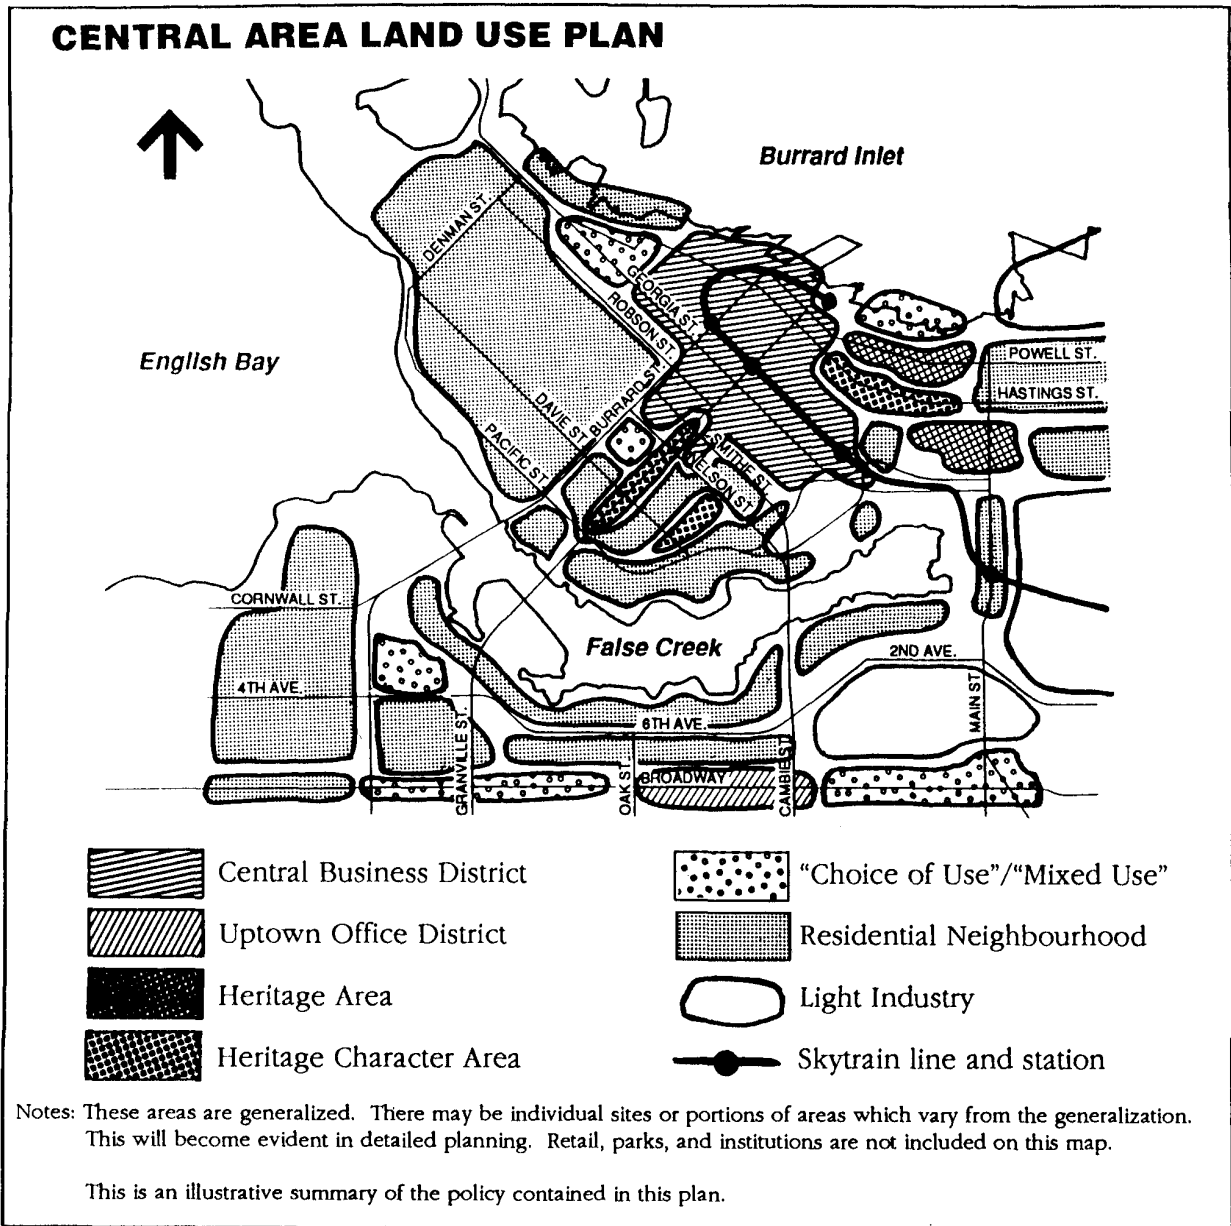 CENTRAL AREA LAND USE PLAN
Burrard Inlet
DENMAN ST.
GEORGIA ST.
ROBSON ST.
English Bay
POWELL ST.
HASTINGS ST.
BURRARD ST.
DAVIE ST.
PACIFIC ST.
SMITHE ST.
NELSON ST.
CORNWALL ST.
False Creek
2ND AVE.
4TH AVE.
6TH AVE.
MAIN ST.
GRANVILLE ST.
OAK ST.
BROADWAY
CAMBIE ST.
Central Business District
Uptown Office District
Heritage Area
Heritage Character Area
“Choice of Use”/“Mixed Use”
Residential Neighbourhood
Light Industry
Skytrain line and station
Notes: These areas are generalized. There may be individual sites or portions of areas which vary from the generalization.
This will become evident in detailed planning. Retail, parks, and institutions are not included on this map.
This is an illustrative summary of the policy contained in this plan.